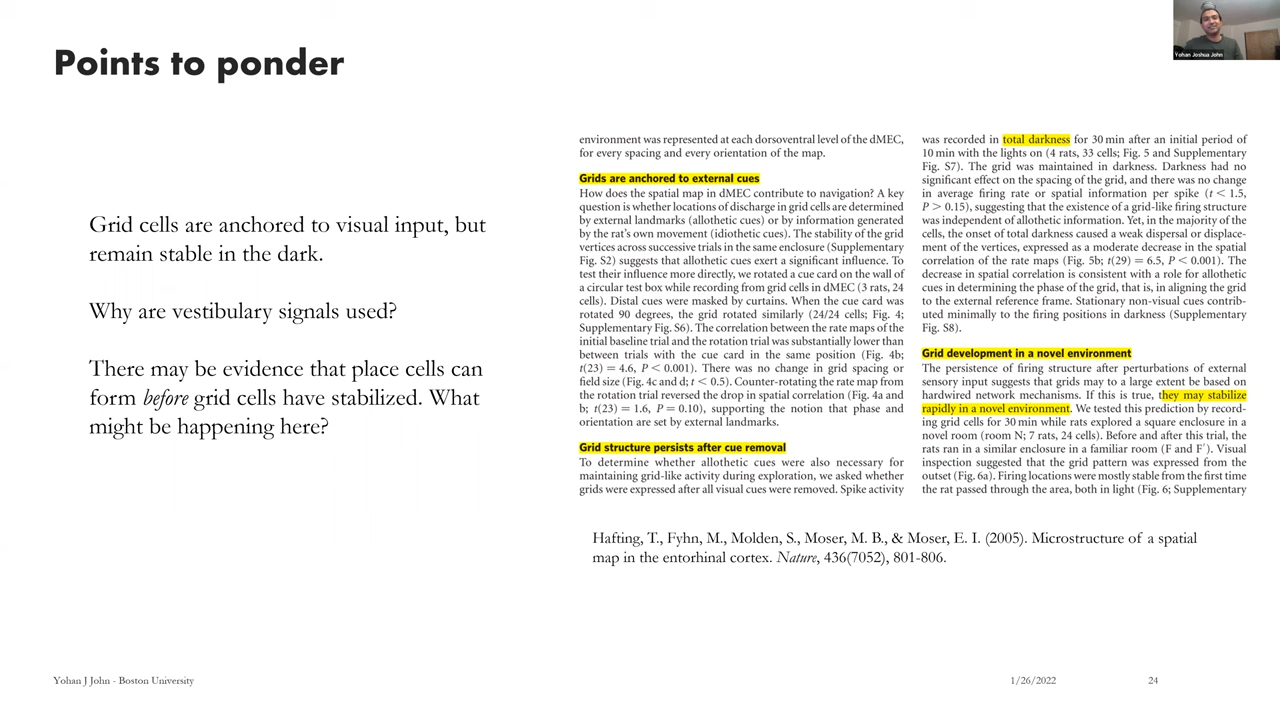 Points to ponder
Yohan Joshua John
Grid cells are anchored to visual input, but
remain stable in the dark.
Why are vestibulary signals used?
There may be evidence that place cells can
form before grid cells have stabilized. What
might be happening here?
environment was represented at each dorsoventral level of the dMEC,
for every spacing and every orientation of the map.
Grids are anchored to external cues
How does the spatial map in dMEC contribute to navigation? A key
question is whether locations of discharge in grid cells are determined
by external landmarks (allothetic cues) or by information generated
by the rat's own movement (idiothetic cues). The stability of the grid
vertices across successive trials in the same enclosure (Supplementary
Fig. S2) suggests that allothetic cues exert a significant influence. To
test their influence more directly, we rotated a cue card on the wall of
a circular test box while recording from grid cells in dMEC (3 rats, 24
cells). Distal cues were masked by curtains. When the cue card was
rotated 90 degrees, the grid rotated similarly (24/24 cells; Fig. 4;
Supplementary Fig. S6). The correlation between the rate maps of the
initial baseline trial and the rotation trial was substantially lower than
between trials with the cue card in the same position (Fig. 4b;
t(23) = 4.6, P < 0.001). There was no change in grid spacing or
field size (Fig. 4c and d; t < 0.5). Counter-rotating the rate map from
the rotation trial reversed the drop in spatial correlation (Fig. 4a and
b; t(23) = 1.6, P = 0.10), supporting the notion that phase and
orientation are set by external landmarks.
Grid structure persists after cue removal
To determine whether allothetic cues were also necessary for
maintaining grid-like activity during exploration, we asked whether
grids were expressed after all visual cues were removed. Spike activity
was recorded in total darkness for 30 min after an initial period of
10 min with the lights on (4 rats, 33 cells; Fig. 5 and Supplementary
Fig. S7). The grid was maintained in darkness. Darkness had no
significant effect on the spacing of the grid, and there was no change
in average firing rate or spatial information per spike (t < 1.5,
P > 0.15), suggesting that the existence of a grid-like firing structure
was independent of allothetic information. Yet, in the majority of the
cells, the onset of total darkness caused a weak dispersal or displace-
ment of the vertices, expressed as a moderate decrease in the spatial
correlation of the rate maps (Fig. 5b; t(29) = 6.5, P < 0.001). The
decrease in spatial correlation is consistent with a role for allothetic
cues in determining the phase of the grid, that is, in aligning the grid
to the external reference frame. Stationary non-visual cues contrib-
uted minimally to the firing positions in darkness (Supplementary
Fig. S8).
Grid development in a novel environment
The persistence of firing structure after perturbations of external
sensory input suggests that grids may to a large extent be based on
hardwired network mechanisms. If this is true, they may stabilize
rapidly in a novel environment. We tested this prediction by record-
ing grid cells for 30 min while rats explored a square enclosure in a
novel room (room N; 7 rats, 24 cells). Before and after this trial, the
rats ran in a similar enclosure in a familiar room (F and F′). Visual
inspection suggested that the grid pattern was expressed from the
outset (Fig. 6a). Firing locations were mostly stable from the first time
the rat passed through the area, both in light (Fig. 6; Supplementary
Hafting, T., Fyhn, M., Molden, S., Moser, M. B., & Moser, E. I. (2005). Microstructure of a spatial
map in the entorhinal cortex. Nature, 436(7052), 801-806.
Yohan J John - Boston University
1/26/2022
24